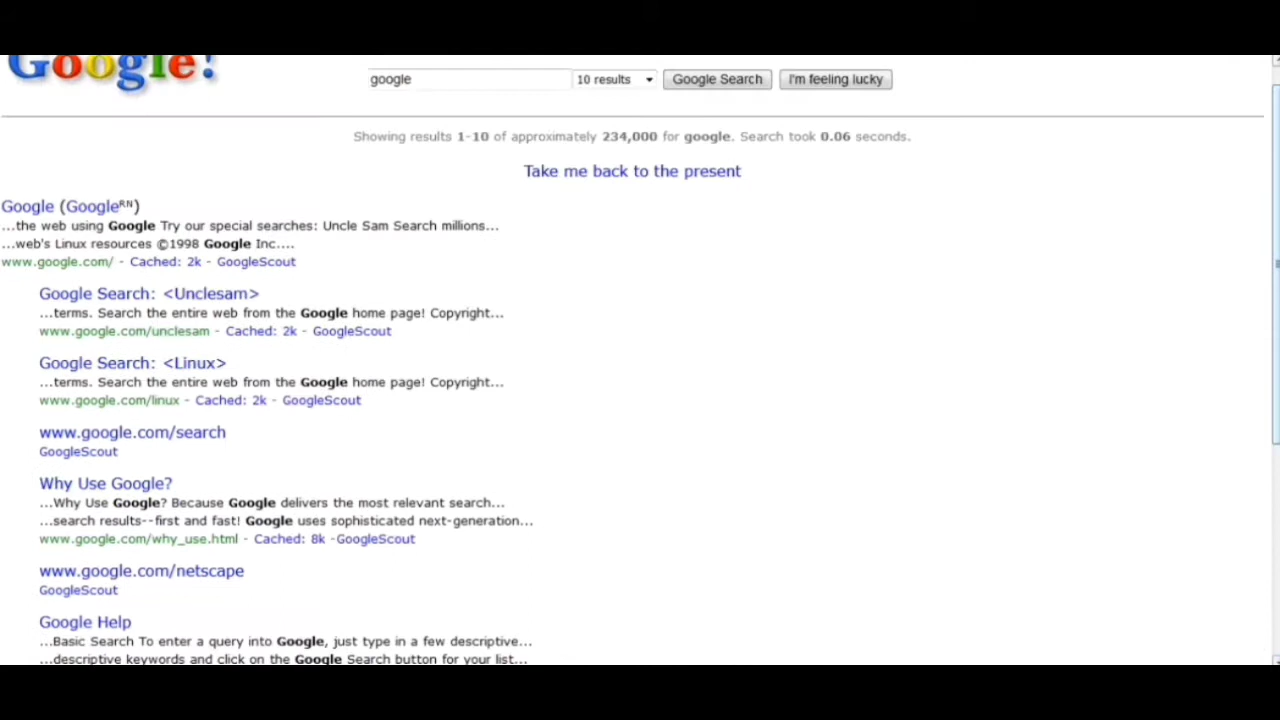 Google!
google 10 results Google Search I'm feeling lucky
Showing results 1-10 of approximately 234,000 for google. Search took 0.06 seconds.
Take me back to the present
Google (Googleᴿᴺ)
...the web using Google Try our special searches: Uncle Sam Search millions...
...web's Linux resources ©1998 Google Inc....
www.google.com/ - Cached: 2k - GoogleScout
Google Search: <Unclesam>
...terms. Search the entire web from the Google home page! Copyright...
www.google.com/unclesam - Cached: 2k - GoogleScout
Google Search: <Linux>
...terms. Search the entire web from the Google home page! Copyright...
www.google.com/linux - Cached: 2k - GoogleScout
www.google.com/search
GoogleScout
Why Use Google?
...Why Use Google? Because Google delivers the most relevant search...
...search results--first and fast! Google uses sophisticated next-generation...
www.google.com/why_use.html - Cached: 8k -GoogleScout
www.google.com/netscape
GoogleScout
Google Help
...Basic Search To enter a query into Google, just type in a few descriptive...
...descriptive keywords and click on the Google Search button for your list...